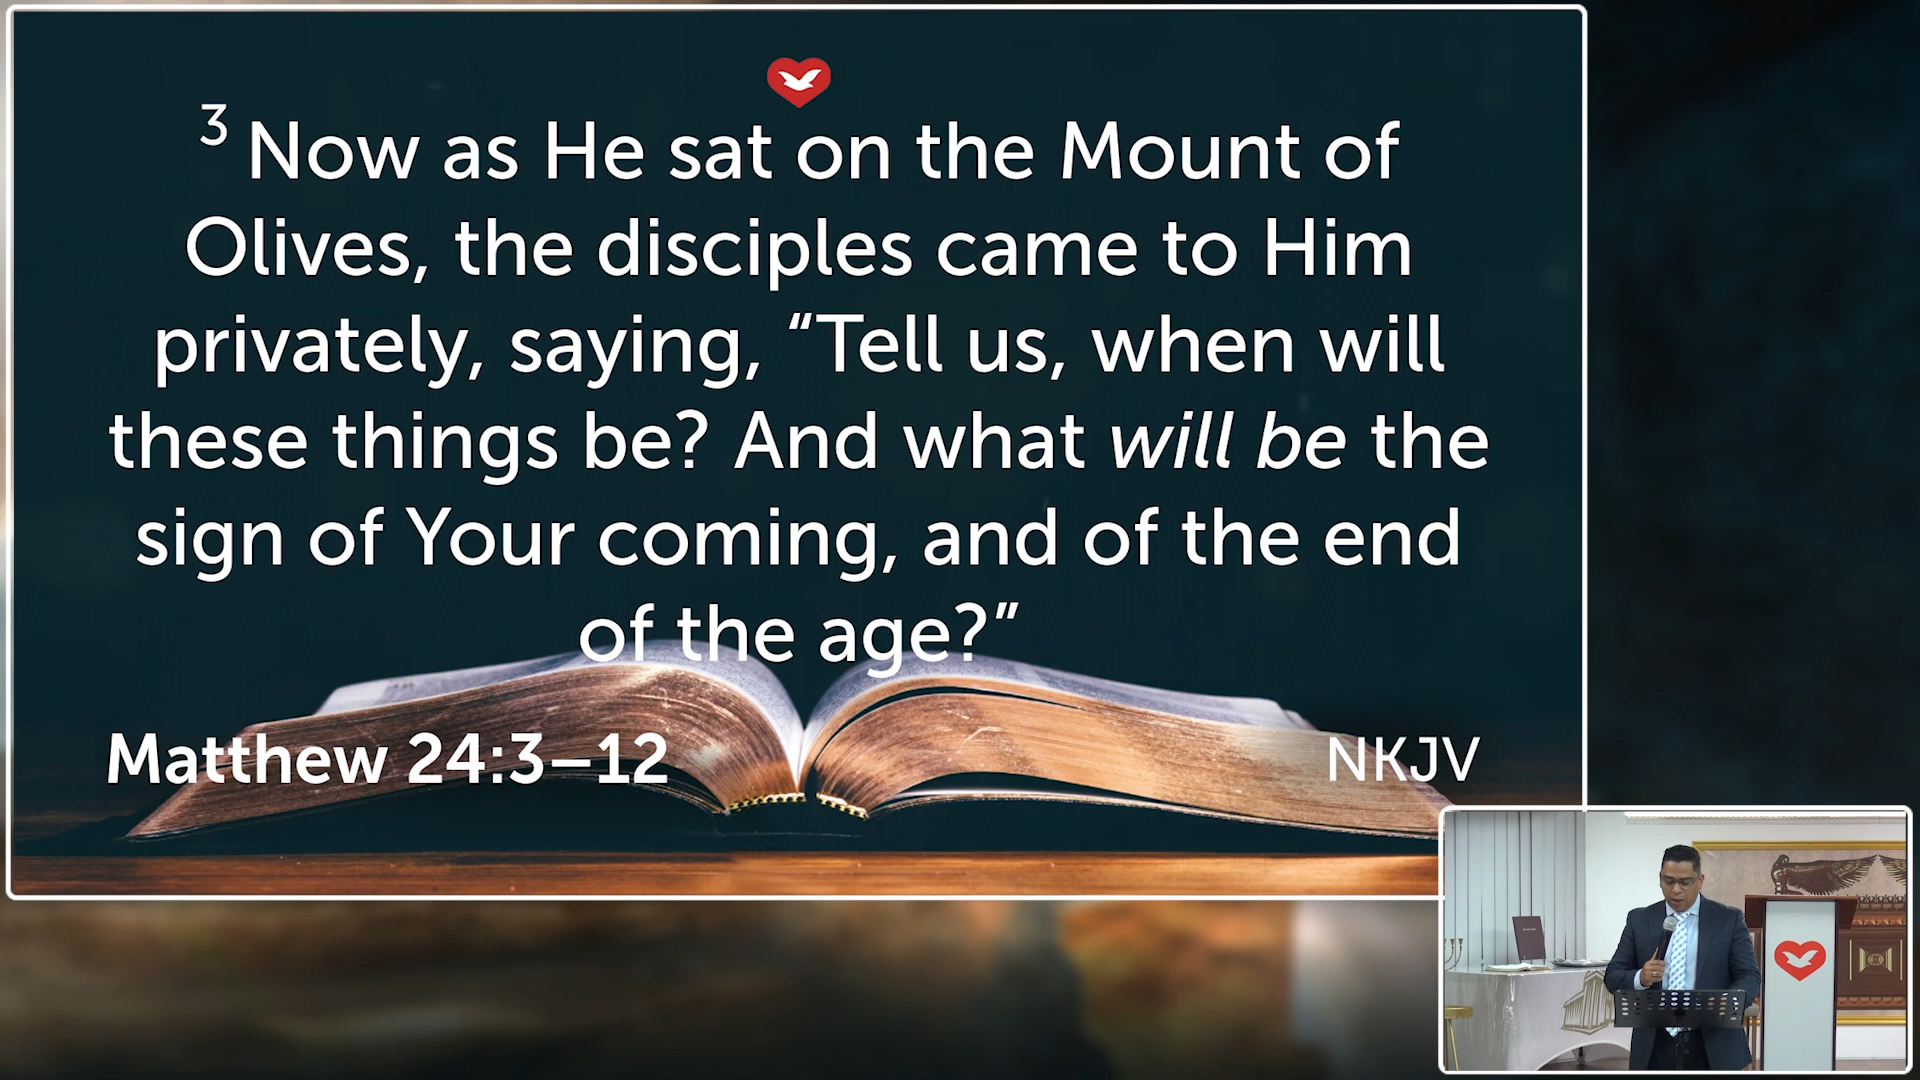 3 Now as He sat on the Mount of
Olives, the disciples came to Him
privately, saying, “Tell us, when will
these things be? And what will be the
sign of Your coming, and of the end
of the age?”
Matthew 24:3–12
NKJV